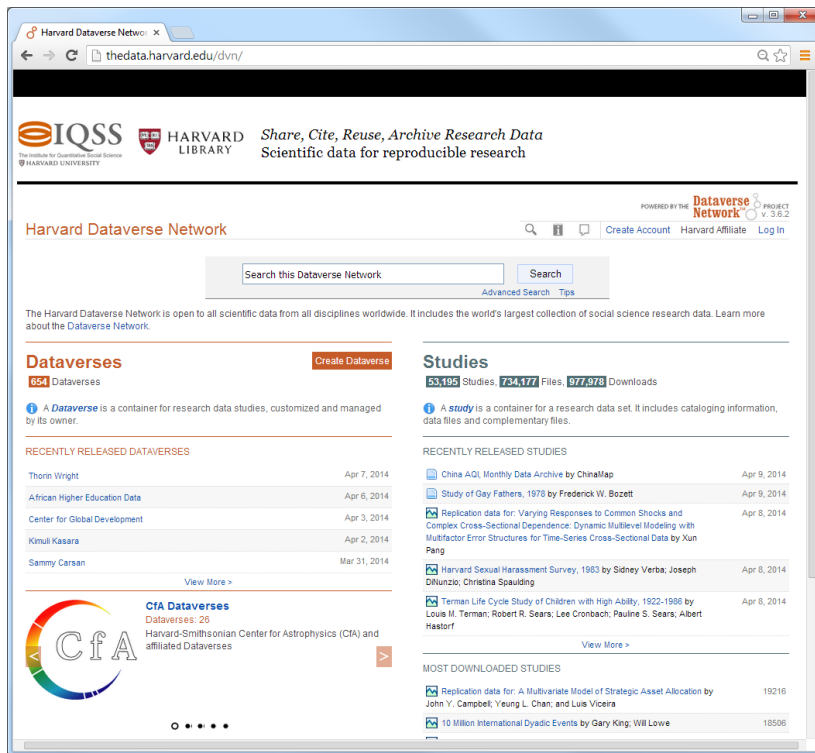 Harvard Dataverse Networ
thedata.harvard.edu/dvn/
IQSS
The Institute for Quantitative Social Science
HARVARD UNIVERSITY
HARVARD
LIBRARY
Share, Cite, Reuse, Archive Research Data
Scientific data for reproducible research
POWERED BY THE Dataverse Network™ PROJECT
v. 3.6.2
Harvard Dataverse Network
Create Account Harvard Affiliate Log In
Search this Dataverse Network Search
Advanced Search Tips
The Harvard Dataverse Network is open to all scientific data from all disciplines worldwide. It includes the world's largest collection of social science research data. Learn more
about the Dataverse Network.
Dataverses Create Dataverse
654 Dataverses
A Dataverse is a container for research data studies, customized and managed
by its owner.
RECENTLY RELEASED DATAVERSES
Thorin Wright Apr 7, 2014
African Higher Education Data Apr 6, 2014
Center for Global Development Apr 3, 2014
Kimuli Kasara Apr 2, 2014
Sammy Carsan Mar 31, 2014
View More >
CfA
CfA Dataverses
Dataverses: 26
Harvard-Smithsonian Center for Astrophysics (CfA) and
affiliated Dataverses
< >
Studies
53,195 Studies, 734,177 Files, 977,978 Downloads
A study is a container for a research data set. It includes cataloging information,
data files and complementary files.
RECENTLY RELEASED STUDIES
China AQI, Monthly Data Archive by ChinaMap Apr 9, 2014
Study of Gay Fathers, 1978 by Frederick W. Bozett Apr 9, 2014
Replication data for: Varying Responses to Common Shocks and Apr 8, 2014
Complex Cross-Sectional Dependence: Dynamic Multilevel Modeling with
Multifactor Error Structures for Time-Series Cross-Sectional Data by Xun
Pang
Harvard Sexual Harassment Survey, 1983 by Sidney Verba; Joseph Apr 8, 2014
DiNunzio; Christina Spaulding
Terman Life Cycle Study of Children with High Ability, 1922-1986 by Apr 8, 2014
Louis M. Terman; Robert R. Sears; Lee Cronbach; Pauline S. Sears; Albert
Hastorf
View More >
MOST DOWNLOADED STUDIES
Replication data for: A Multivariate Model of Strategic Asset Allocation by 19216
John Y. Campbell; Yeung L. Chan; and Luis Viceira
10 Million International Dyadic Events by Gary King; Will Lowe 18506